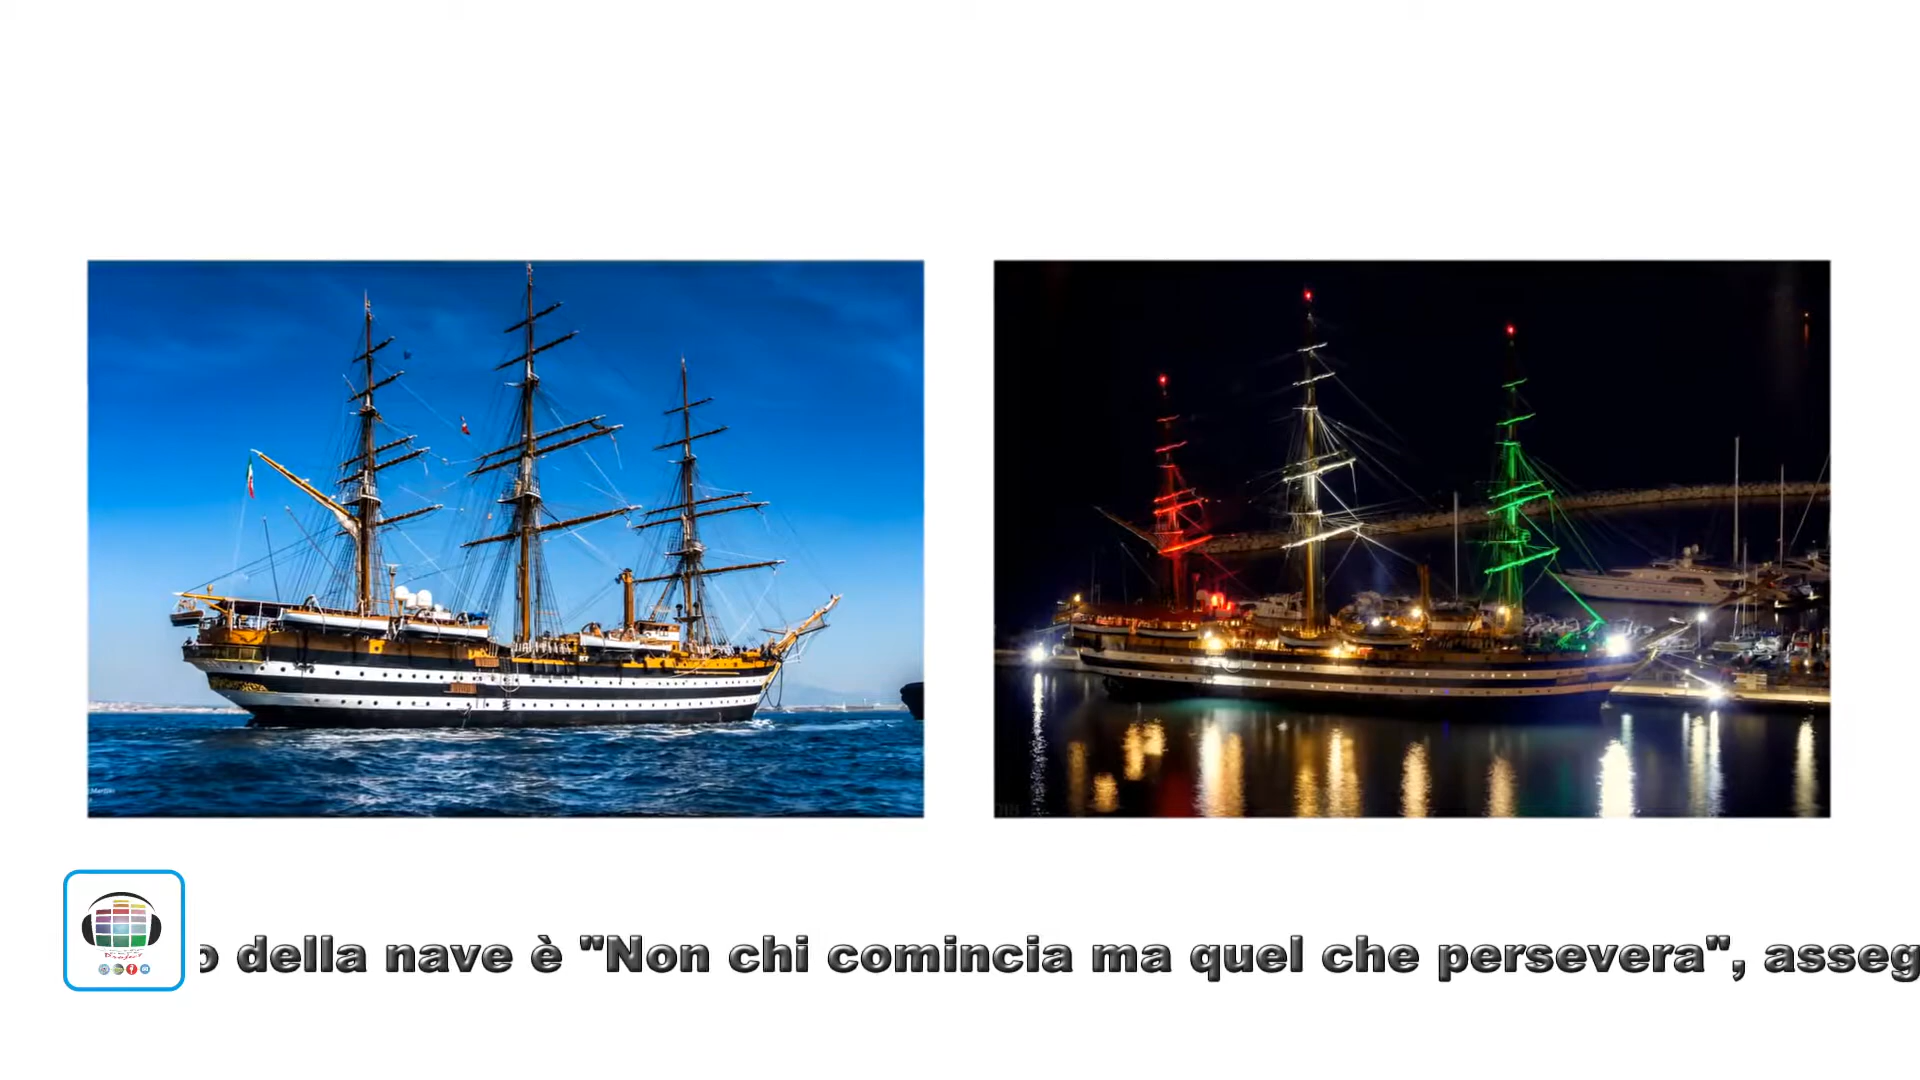 o della nave è "Non chi comincia ma quel che persevera", asseg